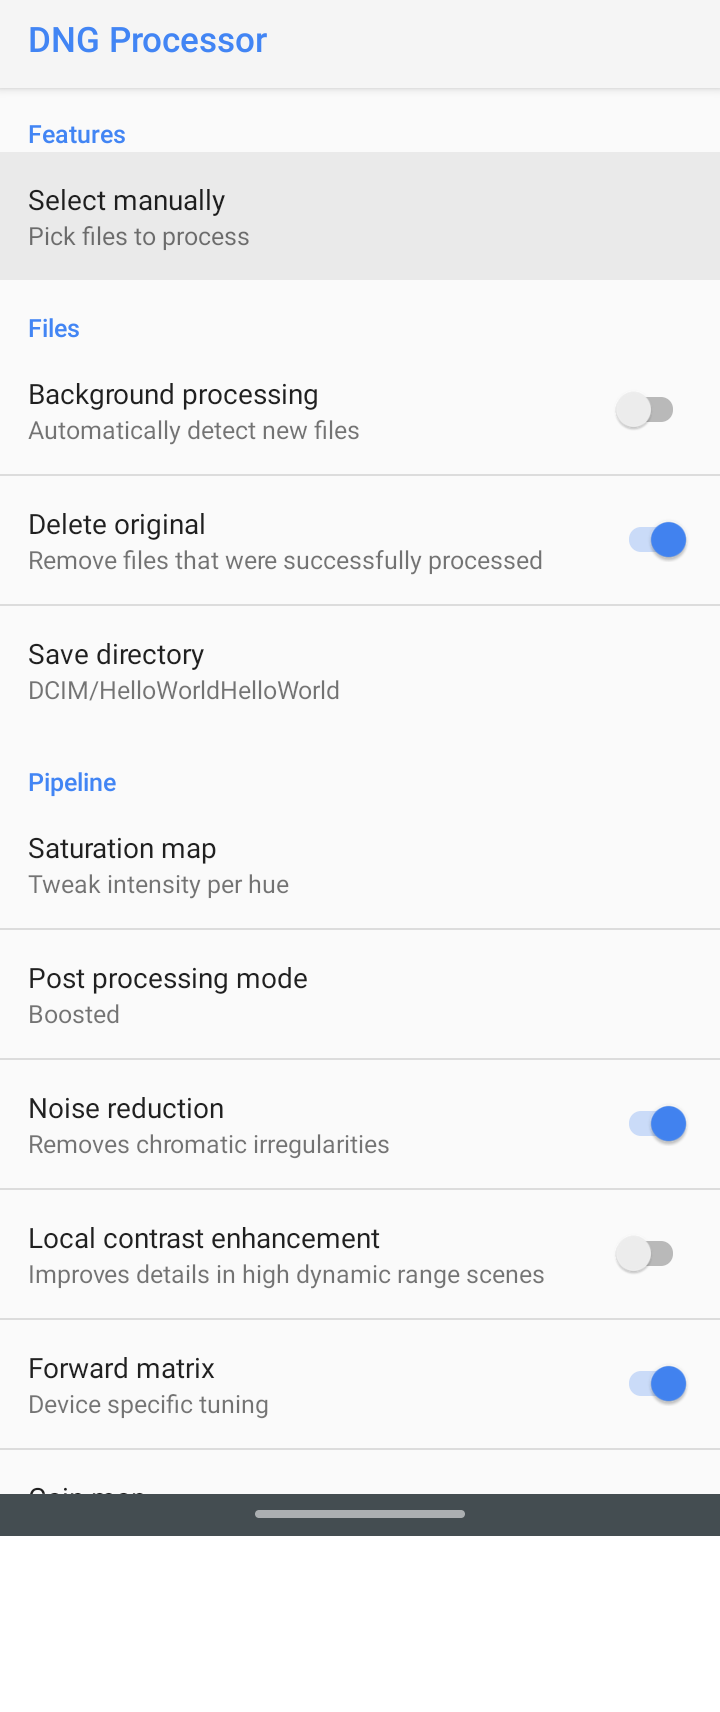 DNG Processor
Features
Select manually
Pick files to process
Files
Background processing
Automatically detect new files
Delete original
Remove files that were successfully processed
Save directory
DCIM/HelloWorldHelloWorld
Pipeline
Saturation map
Tweak intensity per hue
Post processing mode
Boosted
Noise reduction
Removes chromatic irregularities
Local contrast enhancement
Improves details in high dynamic range scenes
Forward matrix
Device specific tuning